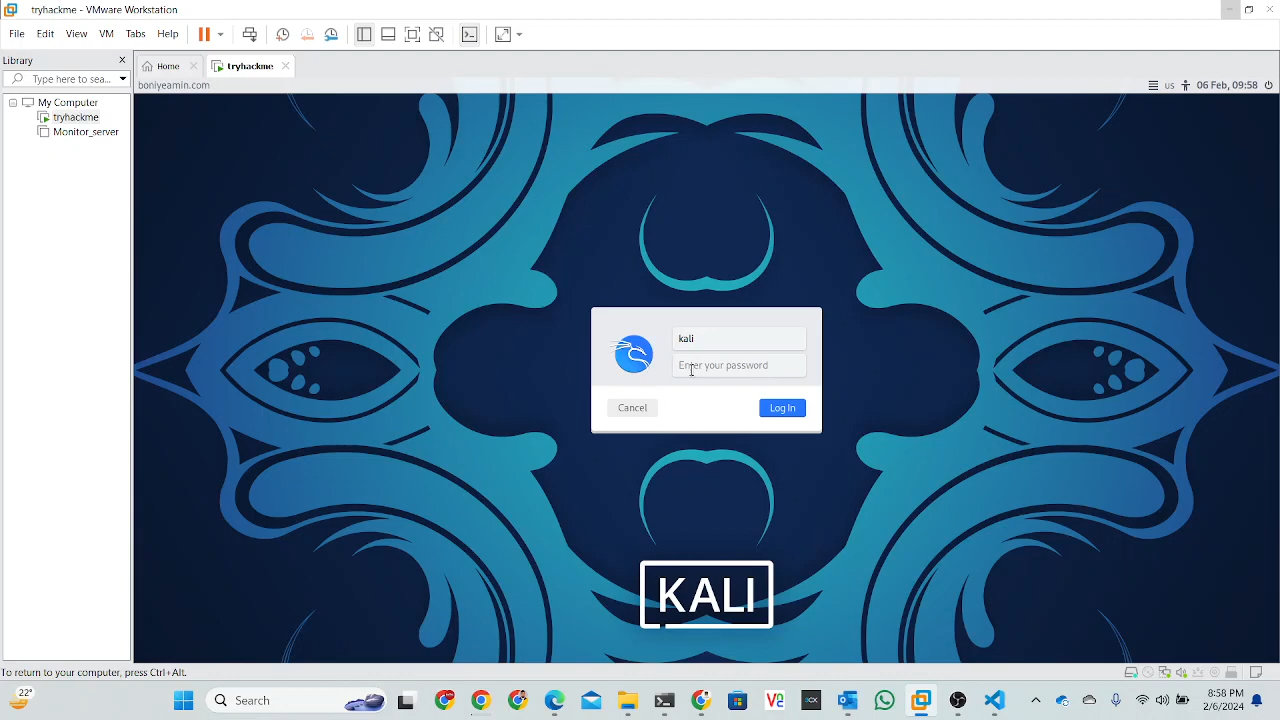 tryhackme - VMware Workstation
File Edit View VM Tabs Help
Library
Type here to sea...
My Computer
tryhackme
Monitor_server
Home
tryhackme
boniyeamin.com
US 06 Feb, 09:58
kali
Enter your password
Cancel
Log In
KALI
To return to your computer, press Ctrl+Alt.
22°
Search
8:58 PM
2/6/2024